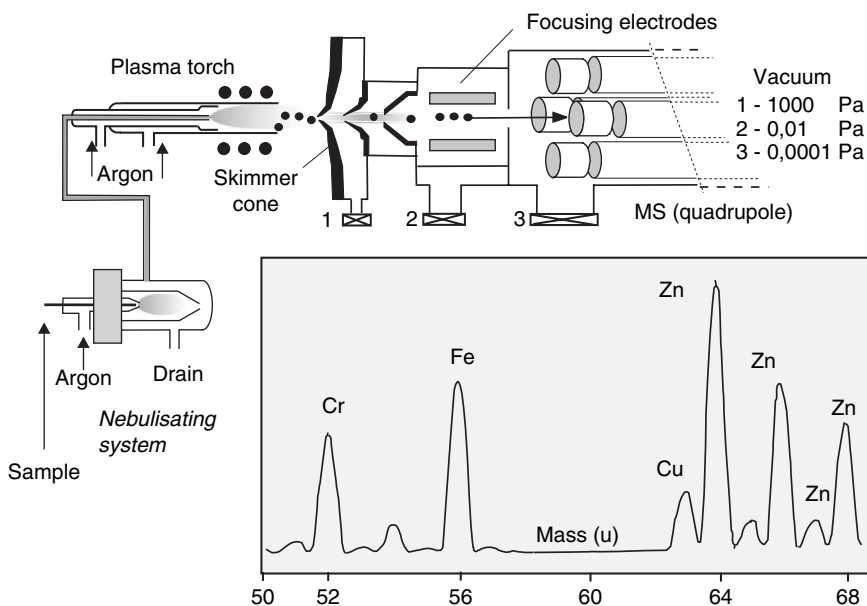 Focusing electrodes
Plasma torch
Vacuum
1 - 1000 Pa
2 - 0,01 Pa
3 - 0,0001 Pa
Argon
Skimmer
cone
1
2
3
MS (quadrupole)
Argon
Drain
Nebulisating
system
Sample
Cr
Fe
Zn
Zn
Zn
Cu
Zn
Mass (u)
50 52 56 60 64 68